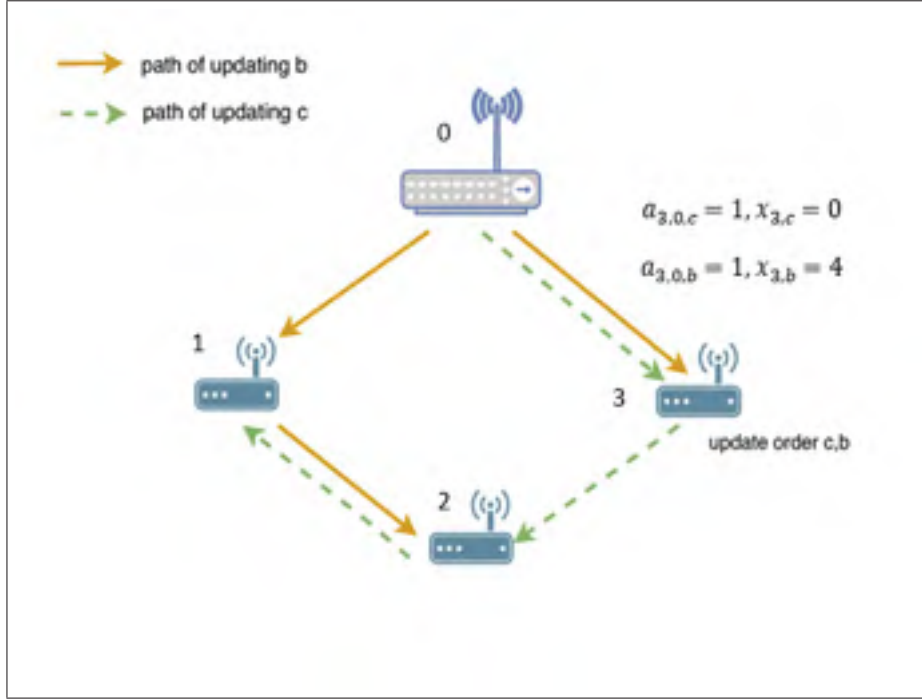 path of updating b
path of updating c
0
a_{3,0,c} = 1, x_{3,c} = 0
a_{3,0,b} = 1, x_{3,b} = 4
1
3
update order c,b
2